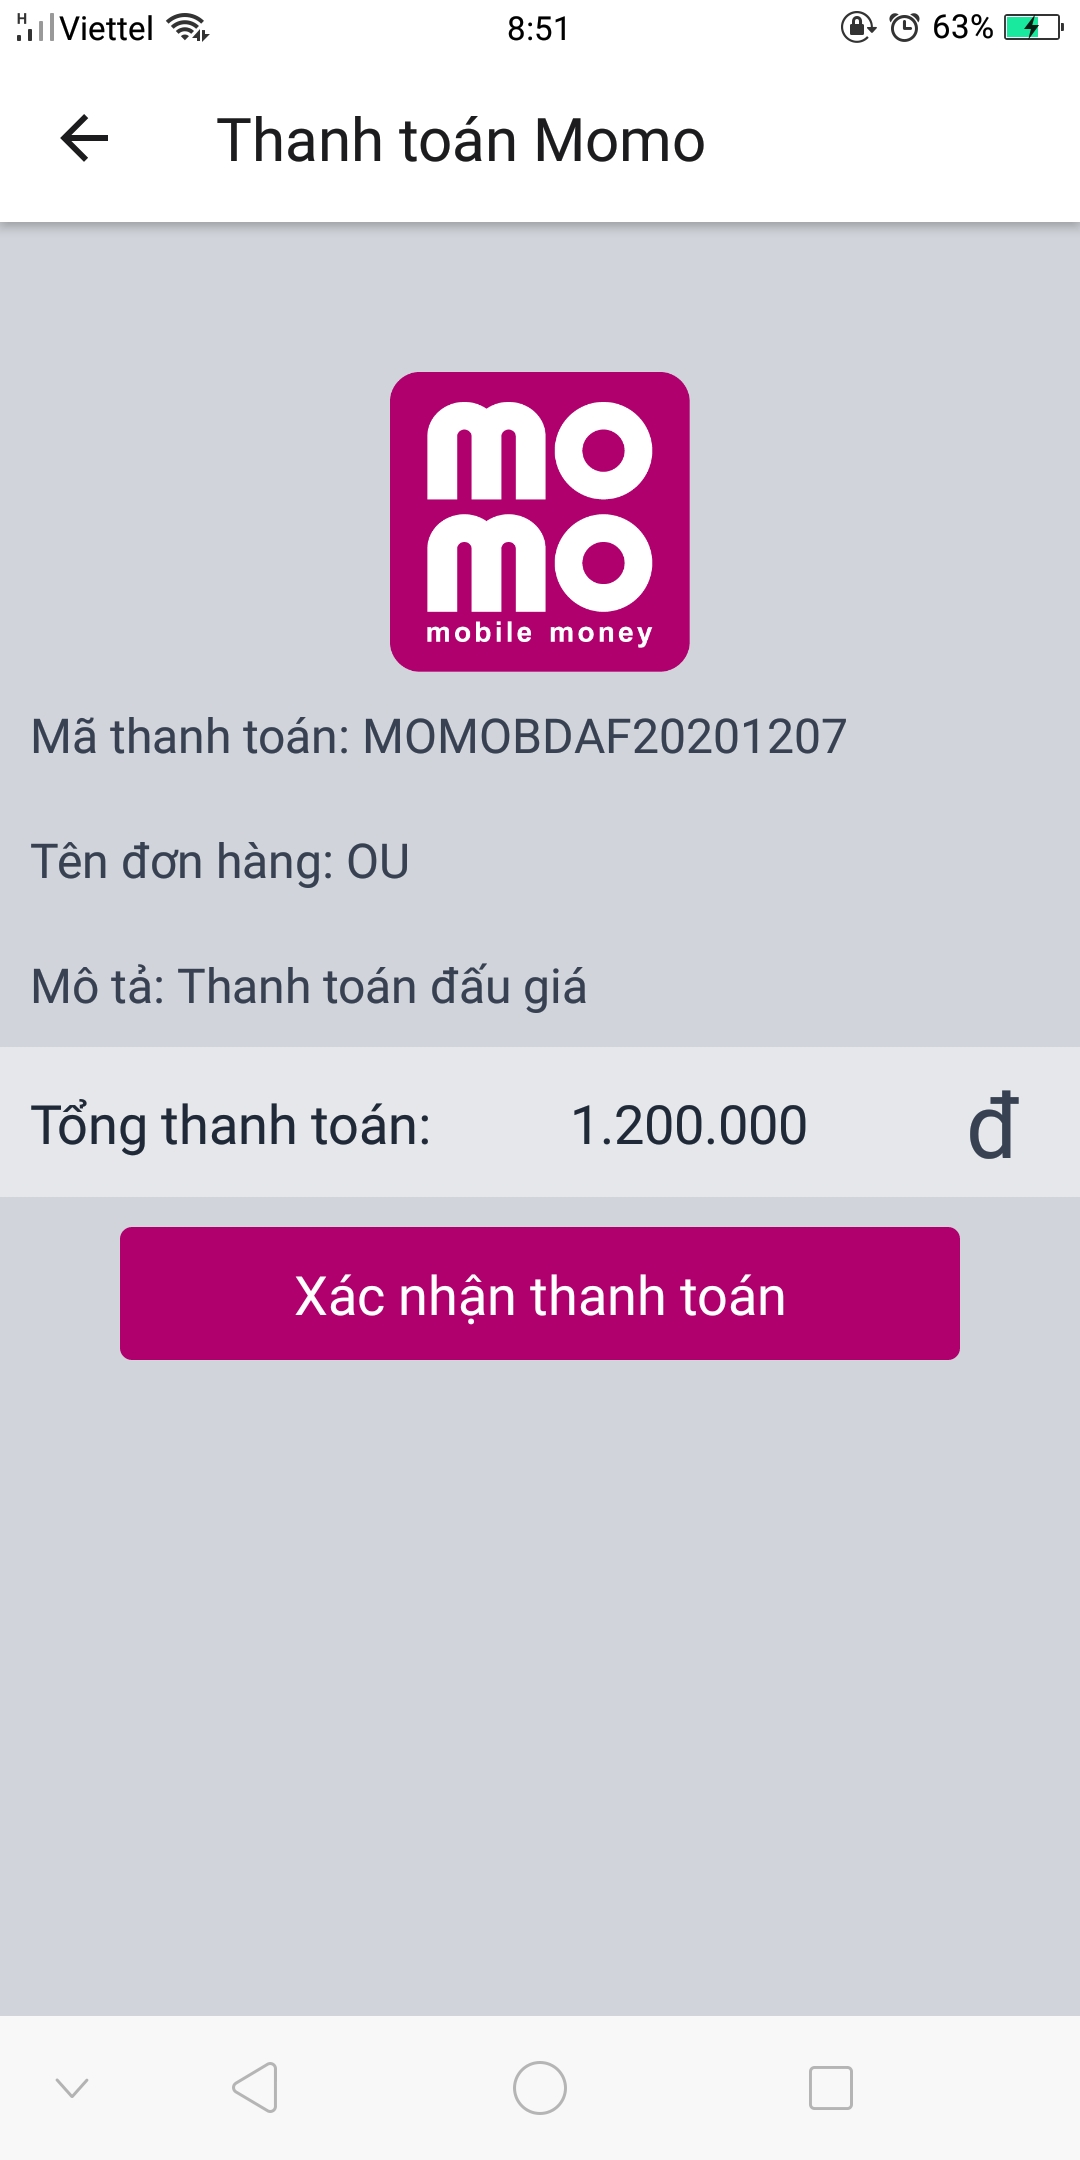 H Viettel 8:51 63%
Thanh toán Momo
mo
mo
mobile money
Mã thanh toán: MOMOBDAF20201207
Tên đơn hàng: OU
Mô tả: Thanh toán đấu giá
Tổng thanh toán: 1.200.000 đ
Xác nhận thanh toán